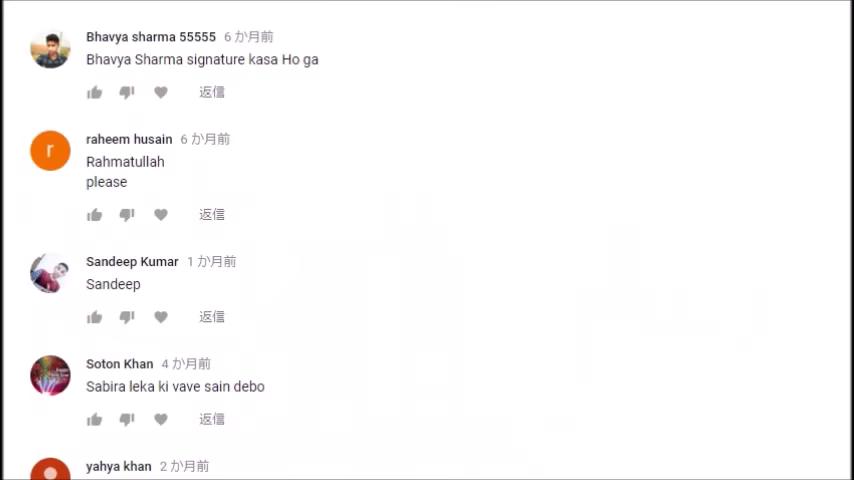 Bhavya sharma 55555 6 か月前
Bhavya Sharma signature kasa Ho ga
返信
r
raheem husain 6 か月前
Rahmatullah
please
返信
Sandeep Kumar 1 か月前
Sandeep
返信
Soton Khan 4 か月前
Sabira leka ki vave sain debo
返信
yahya khan 2 か月前